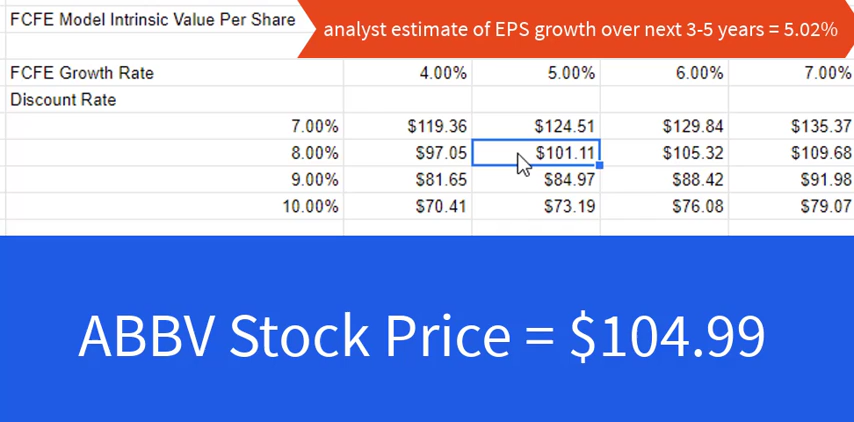 FCFE Model Intrinsic Value Per Share
analyst estimate of EPS growth over next 3-5 years = 5.02%
FCFE Growth Rate 4.00% 5.00% 6.00% 7.00%
Discount Rate
7.00% $119.36 $124.51 $129.84 $135.37
8.00% $97.05 $101.11 $105.32 $109.68
9.00% $81.65 $84.97 $88.42 $91.98
10.00% $70.41 $73.19 $76.08 $79.07
ABBV Stock Price = $104.99